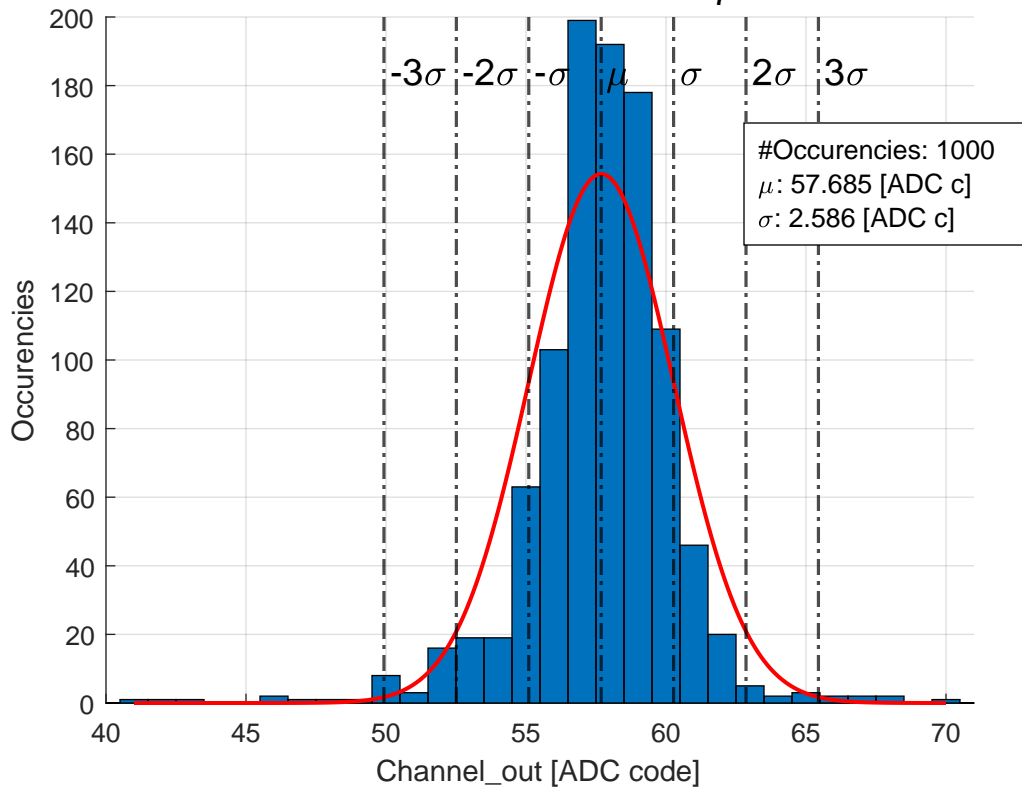 200
180
160
140
120
100
80
60
40
20
0
Occurencies
-3σ -2σ -σ μ σ 2σ 3σ
#Occurencies: 1000
μ: 57.685 [ADC c]
σ: 2.586 [ADC c]
40 45 50 55 60 65 70
Channel_out [ADC code]